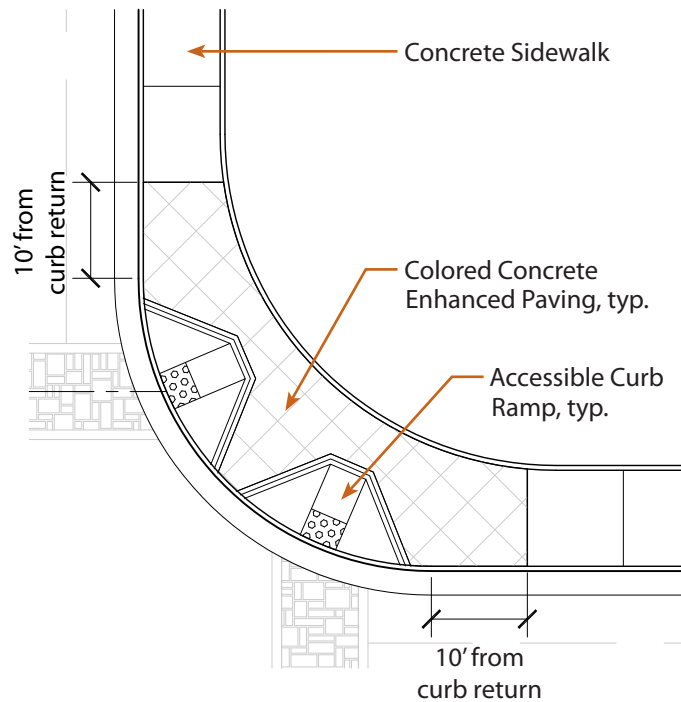 Concrete Sidewalk
10’ from
curb return
Colored Concrete
Enhanced Paving, typ.
Accessible Curb
Ramp, typ.
10’ from
curb return